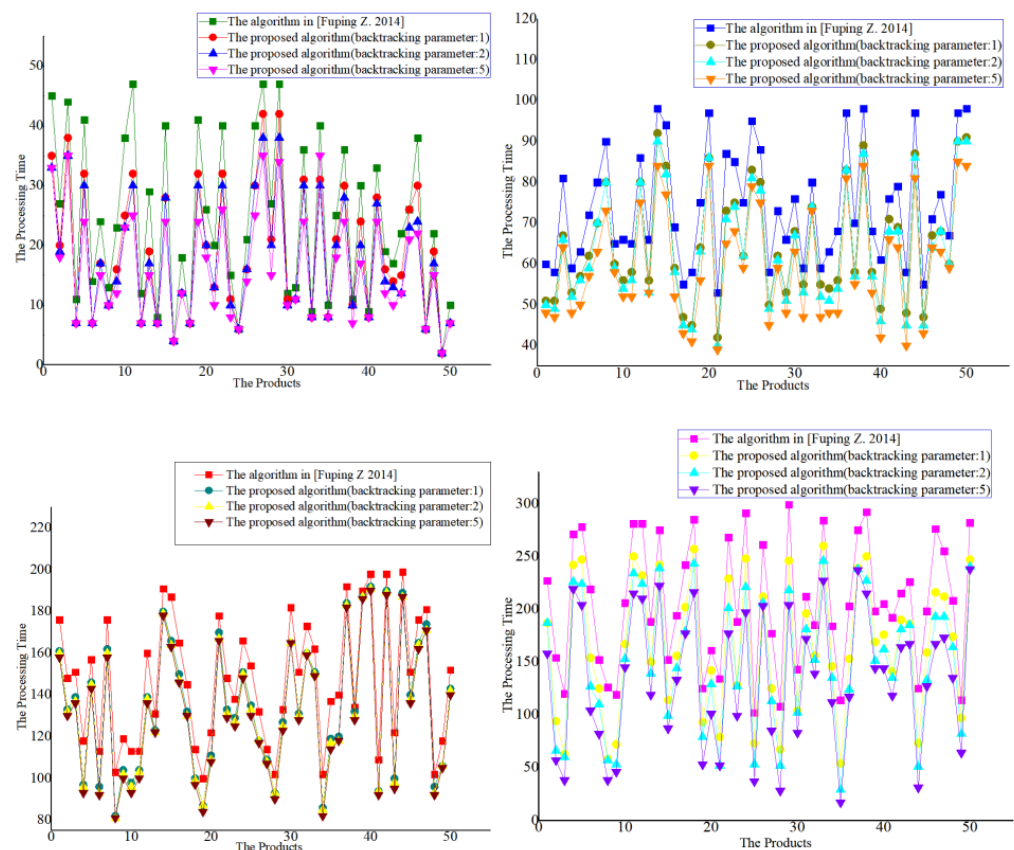 The algorithm in [Fuping Z. 2014]
The proposed algorithm(backtracking parameter:1)
The proposed algorithm(backtracking parameter:2)
The proposed algorithm(backtracking parameter:5)
The Processing Time
50
40
30
20
10
0
10
20
30
40
50
The Products
The algorithm in [Fuping Z. 2014]
The proposed algorithm(backtracking parameter:1)
The proposed algorithm(backtracking parameter:2)
The proposed algorithm(backtracking parameter:5)
The Processing Time
120
110
100
90
80
70
60
50
40
0
10
20
30
40
50
The Products
The algorithm in [Fuping Z 2014]
The proposed algorithm(backtracking parameter:1)
The proposed algorithm(backtracking parameter:2)
The proposed algorithm(backtracking parameter:5)
The Processing Time
220
200
180
160
140
120
100
80
0
10
20
30
40
50
The Products
The algorithm in [Fuping Z. 2014]
The proposed algorithm(backtracking parameter:1)
The proposed algorithm(backtracking parameter:2)
The proposed algorithm(backtracking parameter:5)
The Processing Time
300
250
200
150
100
50
0
0
10
20
30
40
50
The Products